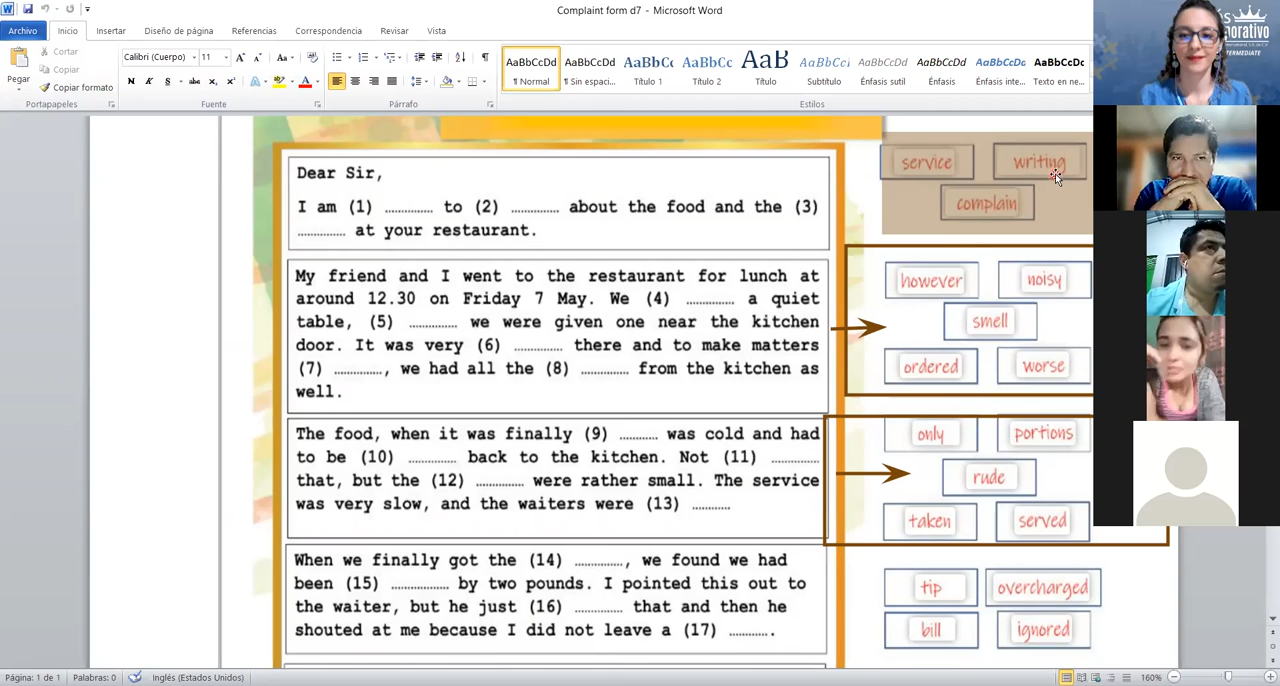 Complaint form d7 - Microsoft Word
Archivo
Inicio
Insertar
Diseño de página
Referencias
Correspondencia
Revisar
Vista
Pegar
Cortar
Copiar
Copiar formato
Portapapeles
Calibri (Cuerpo)
11
Fuente
Párrafo
AaBbCcDd
¶ Normal
AaBbCcDd
¶ Sin espaci...
AaBbCc
Título 1
AaBbCc
Título 2
AaB
Título
AaBbCcI
Subtítulo
AaBbCcDd
Énfasis sutil
AaBbCcDd
Énfasis
AaBbCcDd
Énfasis inte...
AaBbCcDc
Texto en ne...
Estilos
Dear Sir,
I am (1) ............. to (2) ............. about the food and the (3)
............. at your restaurant.
My friend and I went to the restaurant for lunch at
around 12.30 on Friday 7 May. We (4) ............. a quiet
table, (5) ............. we were given one near the kitchen
door. It was very (6) ............. there and to make matters
(7) ............., we had all the (8) ............. from the kitchen as
well.
The food, when it was finally (9) .......... was cold and had
to be (10) ............. back to the kitchen. Not (11) .............
that, but the (12) ............. were rather small. The service
was very slow, and the waiters were (13) ..........
When we finally got the (14) ............., we found we had
been (15) ............... by two pounds. I pointed this out to
the waiter, but he just (16) ............. that and then he
shouted at me because I did not leave a (17) ...........
service
writing
complain
however
noisy
smell
ordered
worse
only
portions
rude
taken
served
tip
overcharged
bill
ignored
Página: 1 de 1
Palabras: 0
Inglés (Estados Unidos)
160%